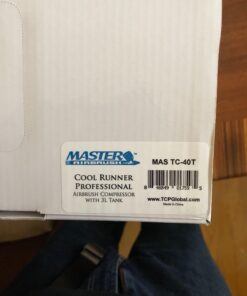 MASTER
AIRBRUSH
MAS TC-40T
COOL RUNNER
PROFESSIONAL
AIRBRUSH COMPRESSOR
WITH 3L TANK
www.TCPGlobal.com
Made in China